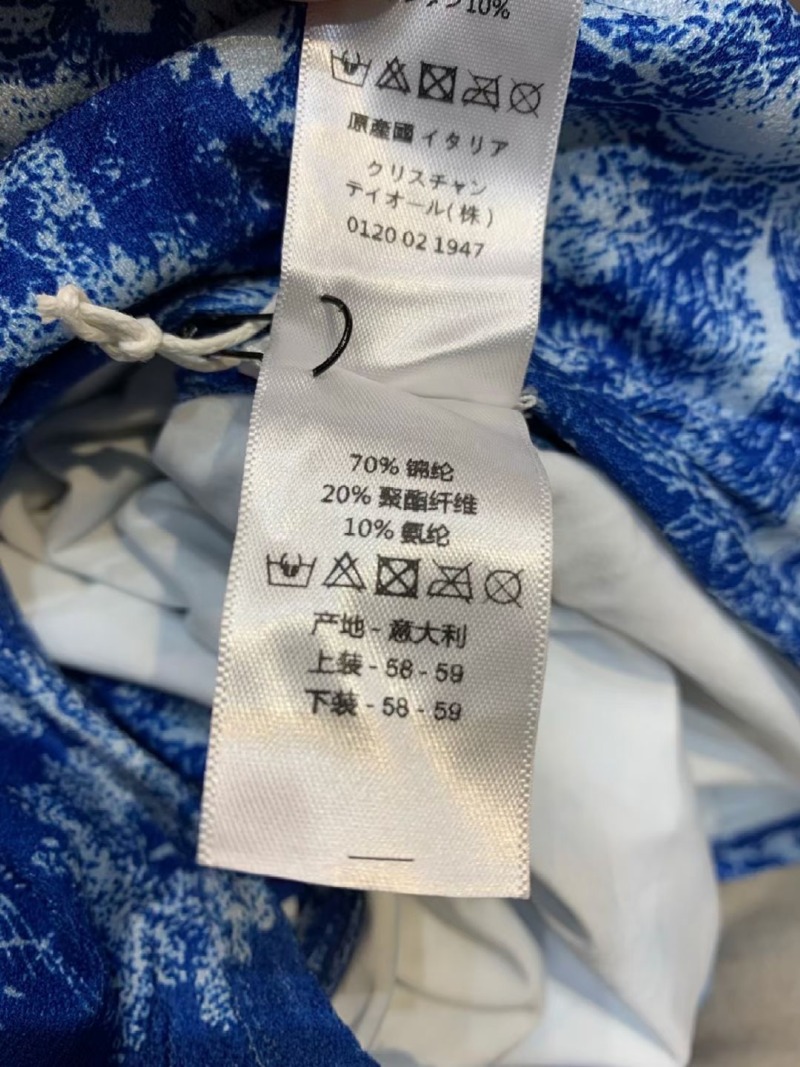 10%
原產國 イタリア
クリスチャン
ディオール(株)
0120 02 1947
70% 锦纶
20% 聚酯纤维
10% 氨纶
产地 - 意大利
上装 - 58 - 59
下装 - 58 - 59